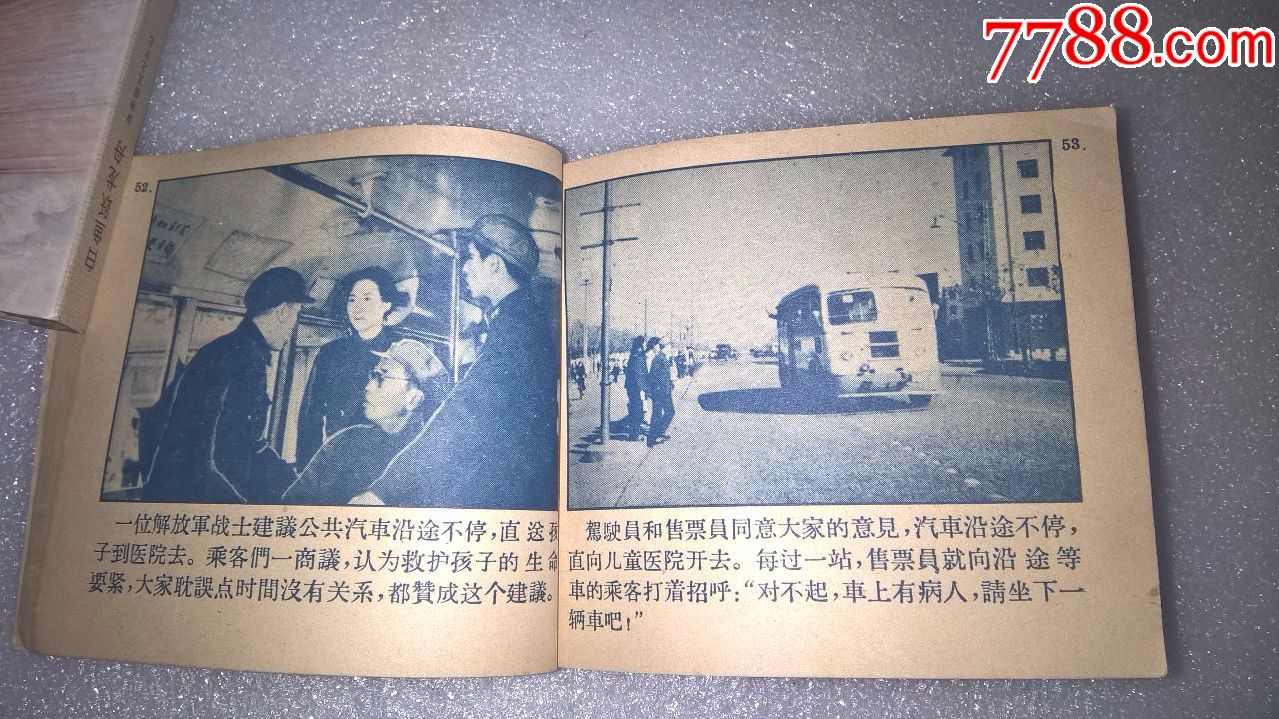 7788.com
52.
一位解放軍战士建議公共汽車沿途不停，直送孩
子到医院去。乘客們一商議，认为救护孩子的生命
要紧，大家耽誤点时間沒有关系，都贊成这个建議。
53.
駕駛員和售票員同意大家的意見，汽車沿途不停，
直向儿童医院开去。每过一站，售票員就向沿途等
車的乘客打着招呼：“对不起，車上有病人，請坐下一
辆車吧！”